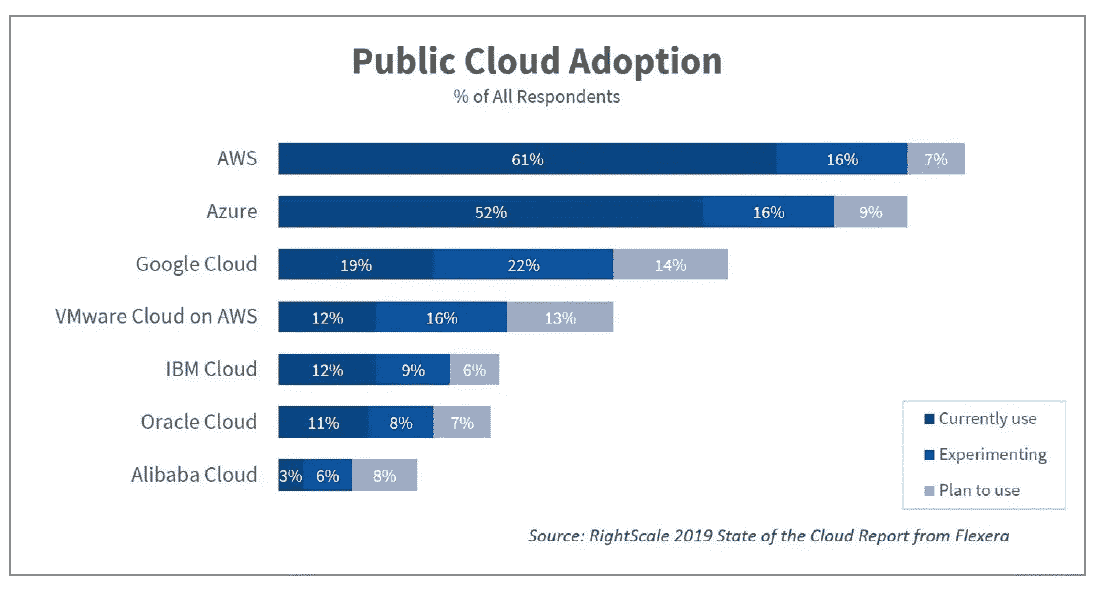 Public Cloud Adoption
% of All Respondents
AWS 61% 16% 7%
Azure 52% 16% 9%
Google Cloud 19% 22% 14%
VMware Cloud on AWS 12% 16% 13%
IBM Cloud 12% 9% 6%
Oracle Cloud 11% 8% 7%
Alibaba Cloud 3% 6% 8%
Currently use
Experimenting
Plan to use
Source: RightScale 2019 State of the Cloud Report from Flexera